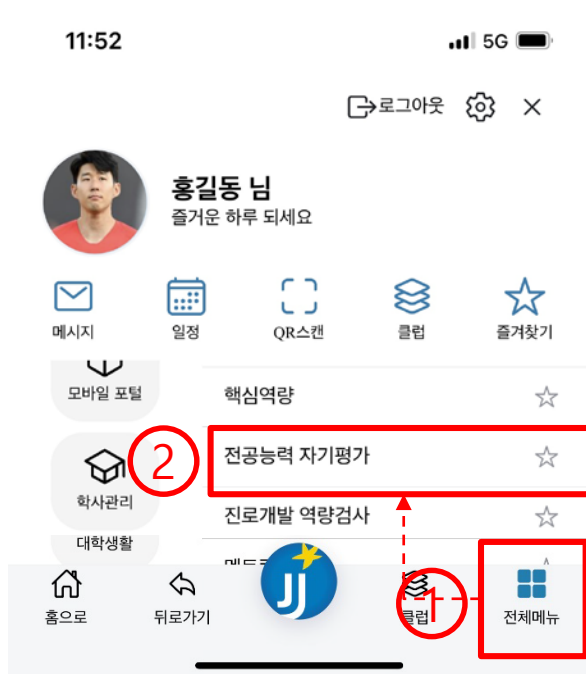 11:52
5G
로그아웃
홍길동 님
즐거운 하루 되세요
메시지
일정
QR스캔
클럽
즐겨찾기
모바일 포털
핵심역량
2
전공능력 자기평가
학사관리
진로개발 역량검사
대학생활
JJ
1
홈으로
뒤로가기
클럽
전체메뉴